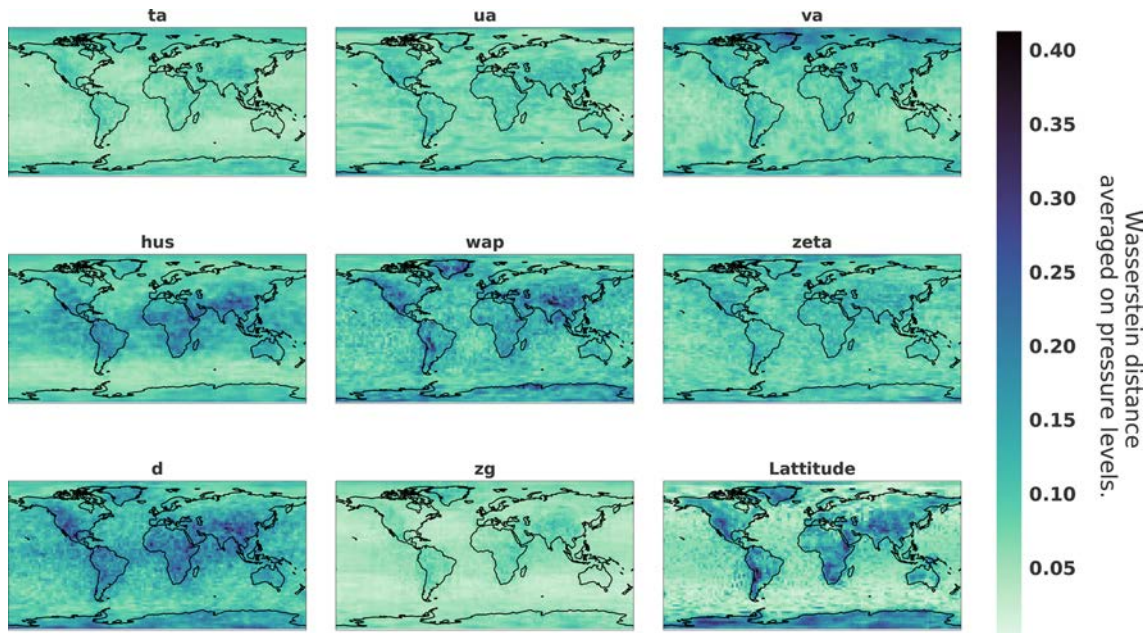 ta
ua
va
hus
wap
zeta
d
zg
Lattitude
0.40
0.35
0.30
0.25
0.20
0.15
0.10
0.05
Wasserstein distance
averaged on pressure levels.